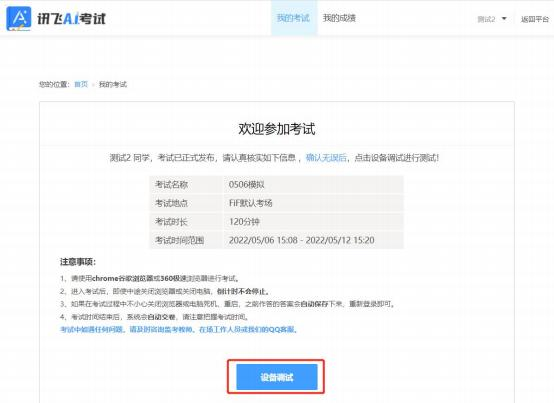 讯飞A.I.考试
我的考试 我的成绩 测试2 返回平台
您的位置: 首页 > 我的考试
欢迎参加考试
测试2 同学，考试已正式发布，请认真核实如下信息，确认无误后，点击设备调试进行测试!
考试名称 0506模拟
考试地点 FiF默认考场
考试时长 120分钟
考试时间范围 2022/05/06 15:08 - 2022/05/12 15:20
注意事项:
1、请使用chrome谷歌浏览器或360极速浏览器进行考试。
2、进入考试后，即使中途关闭浏览器或关闭电脑，倒计时不会停止。
3、如果在考试过程中不小心关闭浏览器或电脑死机、重启，之前作答的答案会自动保存下来，重新登录即可。
4、考试时间结束后，系统会自动交卷，请注意把握考试时间。
考试中如遇任何问题，请及时咨询监考教师、在场工作人员或我们的QQ客服。
设备调试